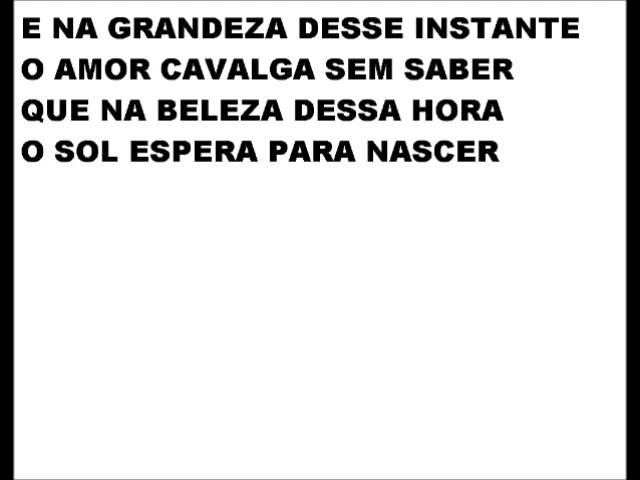 E NA GRANDEZA DESSE INSTANTE
O AMOR CAVALGA SEM SABER
QUE NA BELEZA DESSA HORA
O SOL ESPERA PARA NASCER